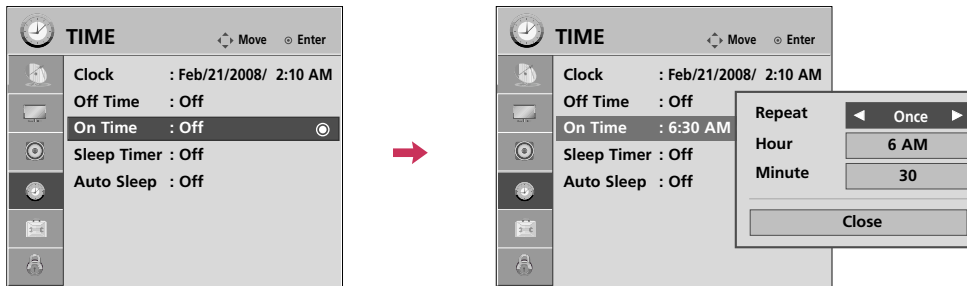 TIME
Move Enter
Clock : Feb/21/2008/ 2:10 AM
Off Time : Off
On Time : Off
Sleep Timer : Off
Auto Sleep : Off
TIME
Move Enter
Clock : Feb/21/2008/ 2:10 AM
Off Time : Off
On Time : 6:30 AM
Sleep Timer : Off
Auto Sleep : Off
Repeat ◀ Once ▶
Hour 6 AM
Minute 30
Close